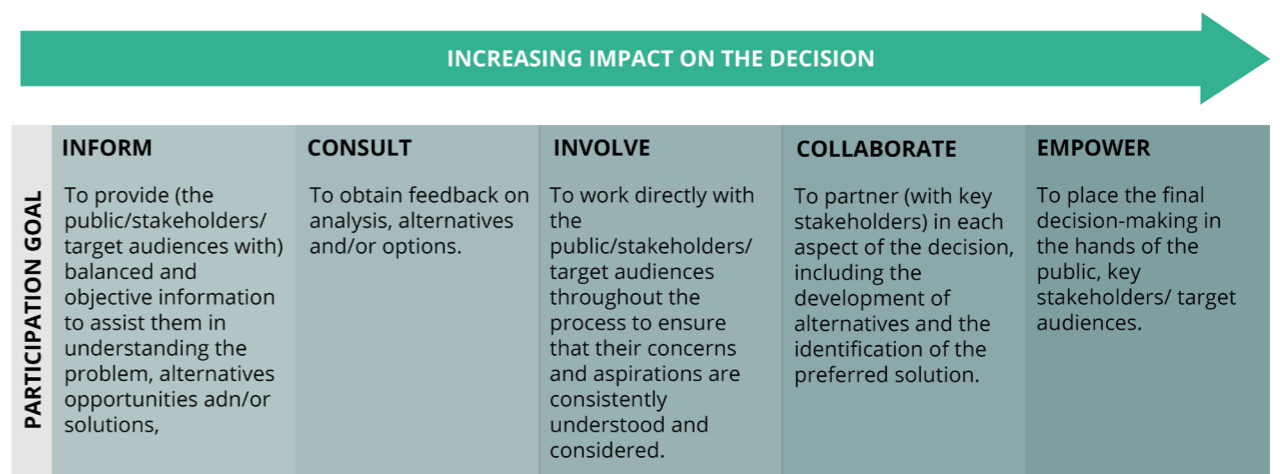 INCREASING IMPACT ON THE DECISION
PARTICIPATION GOAL
INFORM
To provide (the
public/stakeholders/
target audiences with)
balanced and
objective information
to assist them in
understanding the
problem, alternatives
opportunities adn/or
solutions,
CONSULT
To obtain feedback on
analysis, alternatives
and/or options.
INVOLVE
To work directly with
the
public/stakeholders/
target audiences
throughout the
process to ensure
that their concerns
and aspirations are
consistently
understood and
considered.
COLLABORATE
To partner (with key
stakeholders) in each
aspect of the decision,
including the
development of
alternatives and the
identification of the
preferred solution.
EMPOWER
To place the final
decision-making in
the hands of the
public, key
stakeholders/ target
audiences.